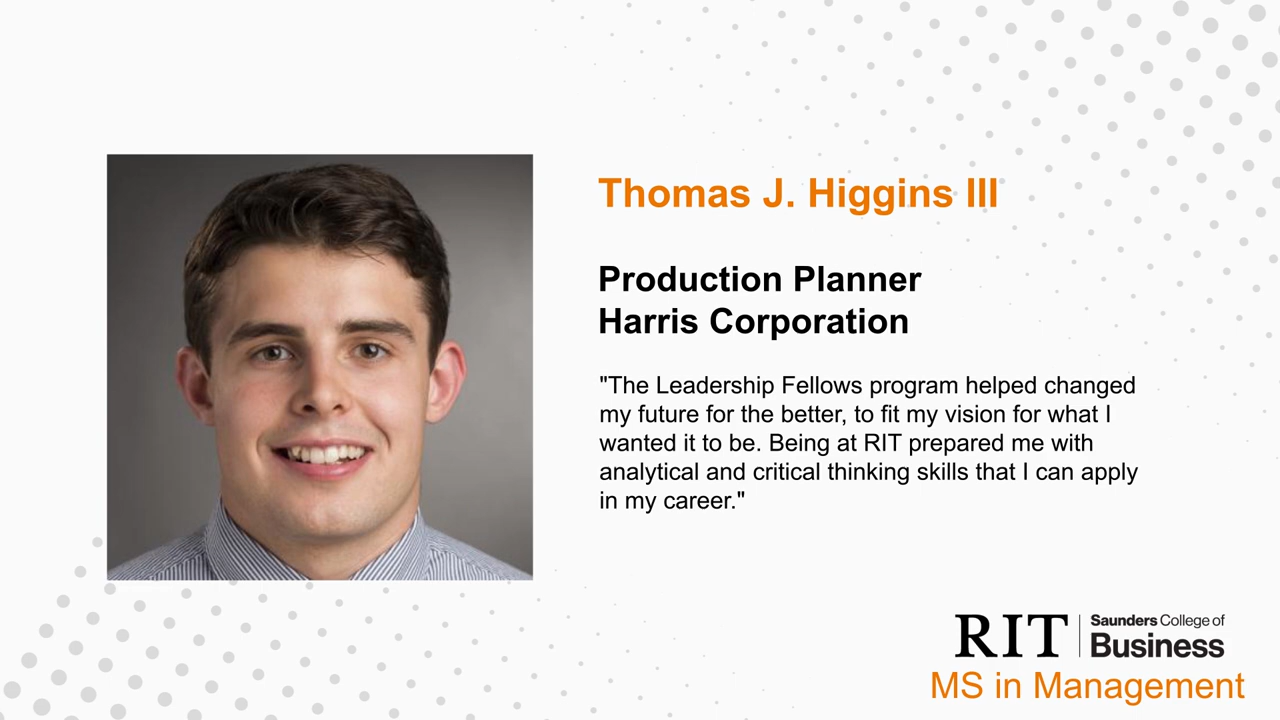 Thomas J. Higgins III
Production Planner
Harris Corporation
"The Leadership Fellows program helped changed
my future for the better, to fit my vision for what I
wanted it to be. Being at RIT prepared me with
analytical and critical thinking skills that I can apply
in my career."
RIT
Saunders College of
Business
MS in Management